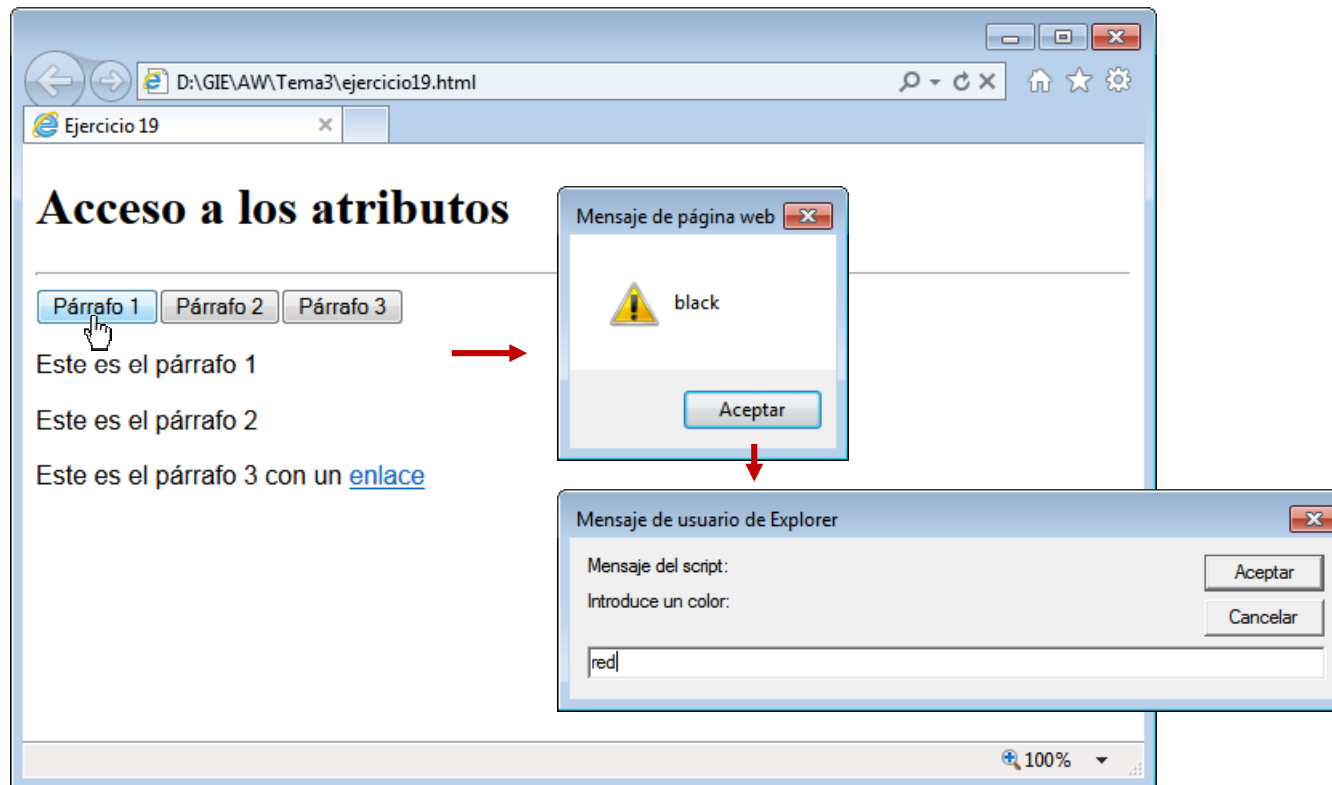 D:\GIE\AW\Tema3\ejercicio19.html
Ejercicio 19
Acceso a los atributos
Párrafo 1 Párrafo 2 Párrafo 3
Este es el párrafo 1
Este es el párrafo 2
Este es el párrafo 3 con un enlace
Mensaje de página web
black
Aceptar
Mensaje de usuario de Explorer
Mensaje del script:
Introduce un color:
Aceptar
Cancelar
red
100%